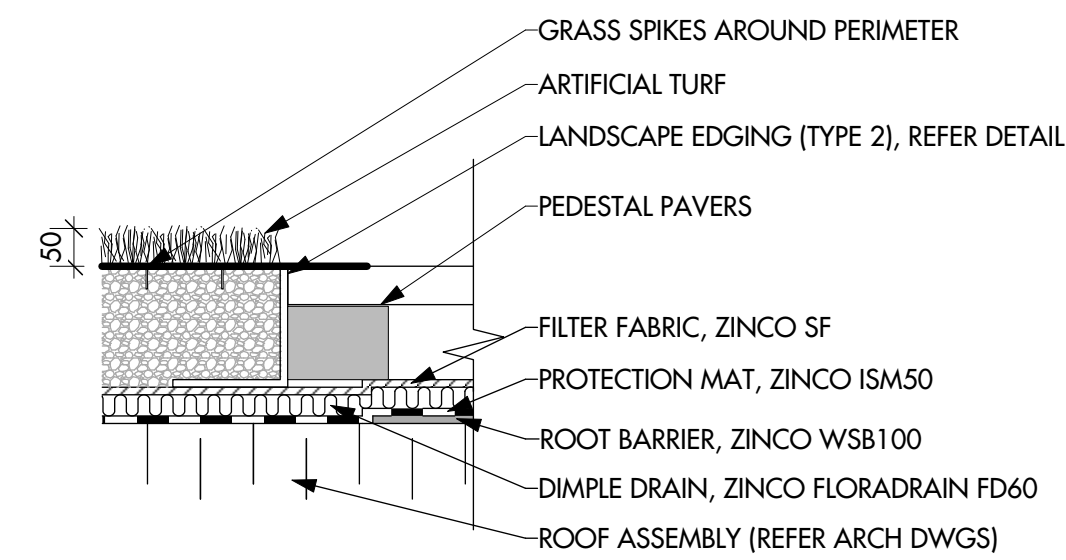 GRASS SPIKES AROUND PERIMETER
ARTIFICIAL TURF
LANDSCAPE EDGING (TYPE 2), REFER DETAIL
PEDESTAL PAVERS
50
FILTER FABRIC, ZINCO SF
PROTECTION MAT, ZINCO ISM50
ROOT BARRIER, ZINCO WSB100
DIMPLE DRAIN, ZINCO FLORADRAIN FD60
ROOF ASSEMBLY (REFER ARCH DWGS)